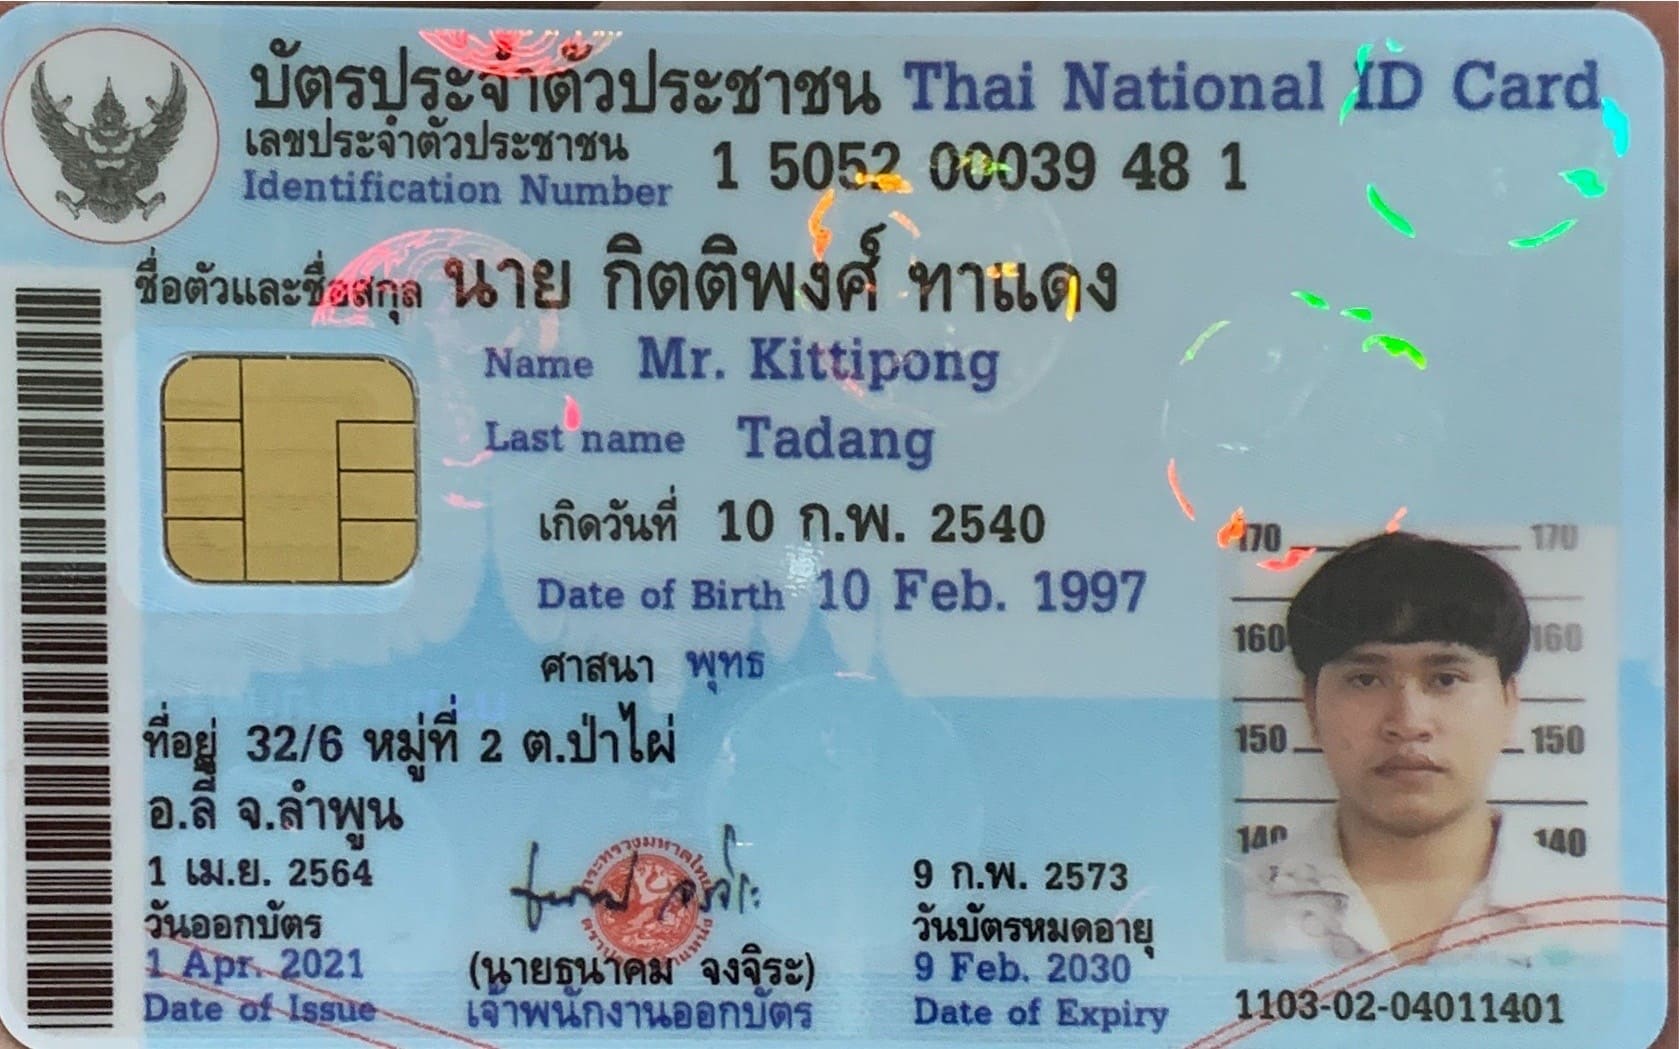 บัตรประจำตัวประชาชน Thai National ID Card
เลขประจำตัวประชาชน
Identification Number 1 5052 00039 48 1
ชื่อตัวและชื่อสกุล นาย กิตติพงศ์ ทาแดง
Name Mr. Kittipong
Last name Tadang
เกิดวันที่ 10 ก.พ. 2540
Date of Birth 10 Feb. 1997
ศาสนา พุทธ
ที่อยู่ 32/6 หมู่ที่ 2 ต.ป่าไผ่
อ.ลี้ จ.ลำพูน
1 เม.ย. 2564
วันออกบัตร
1 Apr. 2021
Date of Issue
(นายธนาคม จงจิระ)
เจ้าพนักงานออกบัตร
9 ก.พ. 2573
วันบัตรหมดอายุ
9 Feb. 2030
Date of Expiry
170 170
160 160
150 150
140 140
1103-02-04011401